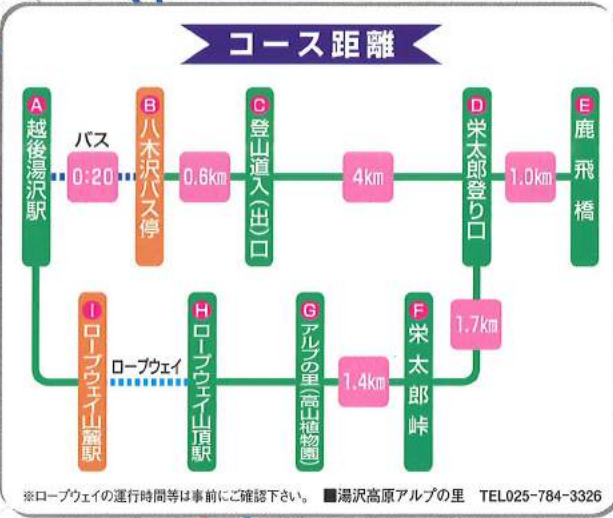 コース距離
A 越後湯沢駅
バス
0:20
B 八木沢バス停
0.6km
C 登山道入(出)口
4km
D 栄太郎登り口
1.0km
E 鹿飛橋
1.7km
F 栄太郎峠
1.4km
G アルプの里(高山植物園)
H ロープウェイ山頂駅
ロープウェイ
I ロープウェイ山麓駅
※ロープウェイの運行時間等は事前にご確認下さい。 ■湯沢高原アルプの里 TEL025-784-3326